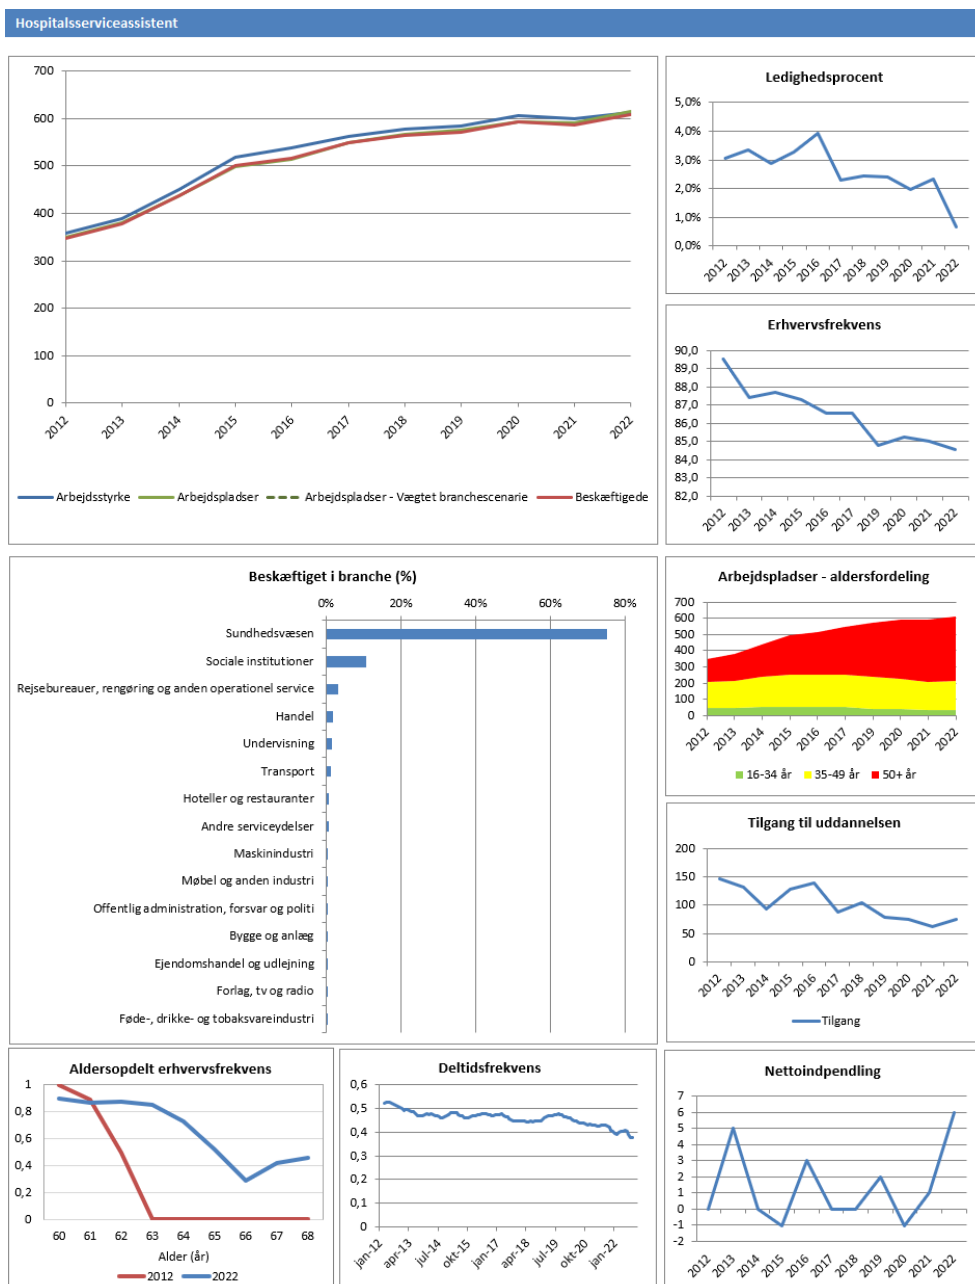 Hospitalsserviceassistent
700
600
500
400
300
200
100
0
2012 2013 2014 2015 2016 2017 2018 2019 2020 2021 2022
Arbejdsstyrke Arbejdspladser Arbejdspladser - Vægtet branchescenarie Beskæftigede
Ledighedsprocent
5,0%
4,0%
3,0%
2,0%
1,0%
0,0%
2012 2013 2014 2015 2016 2017 2018 2019 2020 2021 2022
Erhvervsfrekvens
90,0
89,0
88,0
87,0
86,0
85,0
84,0
83,0
82,0
2012 2013 2014 2015 2016 2017 2019 2020 2021 2022
Beskæftiget i branche (%)
0% 20% 40% 60% 80%
Sundhedsvæsen
Sociale institutioner
Rejsebureauer, rengøring og anden operationel service
Handel
Undervisning
Transport
Hoteller og restauranter
Andre serviceydelser
Maskinindustri
Møbel og anden industri
Offentlig administration, forsvar og politi
Bygge og anlæg
Ejendomshandel og udlejning
Forlag, tv og radio
Føde-, drikke- og tobaksvareindustri
Arbejdspladser - aldersfordeling
700
600
500
400
300
200
100
0
2012 2013 2014 2015 2016 2017 2019 2020 2021 2022
16-34 år 35-49 år 50+ år
Tilgang til uddannelsen
200
150
100
50
0
2012 2013 2014 2015 2016 2017 2018 2019 2020 2021 2022
Tilgang
Aldersopdelt erhvervsfrekvens
1
0,8
0,6
0,4
0,2
0
60 61 62 63 64 65 66 67 68
Alder (år)
2012 2022
Deltidsfrekvens
0,6
0,5
0,4
0,3
0,2
0,1
0
jan-12 apr-13 jul-14 okt-15 jan-17 apr-18 jul-19 okt-20 jan-22
Nettoindpendling
7
6
5
4
3
2
1
0
-1
-2
2012 2013 2014 2015 2016 2017 2018 2019 2020 2021 2022